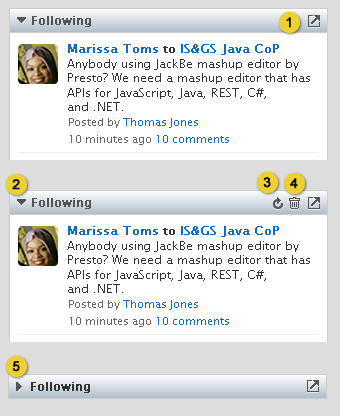 1
Following
Marissa Toms to IS&GS Java CoP
Anybody using JackBe mashup editor by
Presto? We need a mashup editor that has
APIs for JavaScript, Java, REST, C#,
and .NET.
Posted by Thomas Jones
10 minutes ago 10 comments
2
3
4
Following
Marissa Toms to IS&GS Java CoP
Anybody using JackBe mashup editor by
Presto? We need a mashup editor that has
APIs for JavaScript, Java, REST, C#,
and .NET.
Posted by Thomas Jones
10 minutes ago 10 comments
5
Following